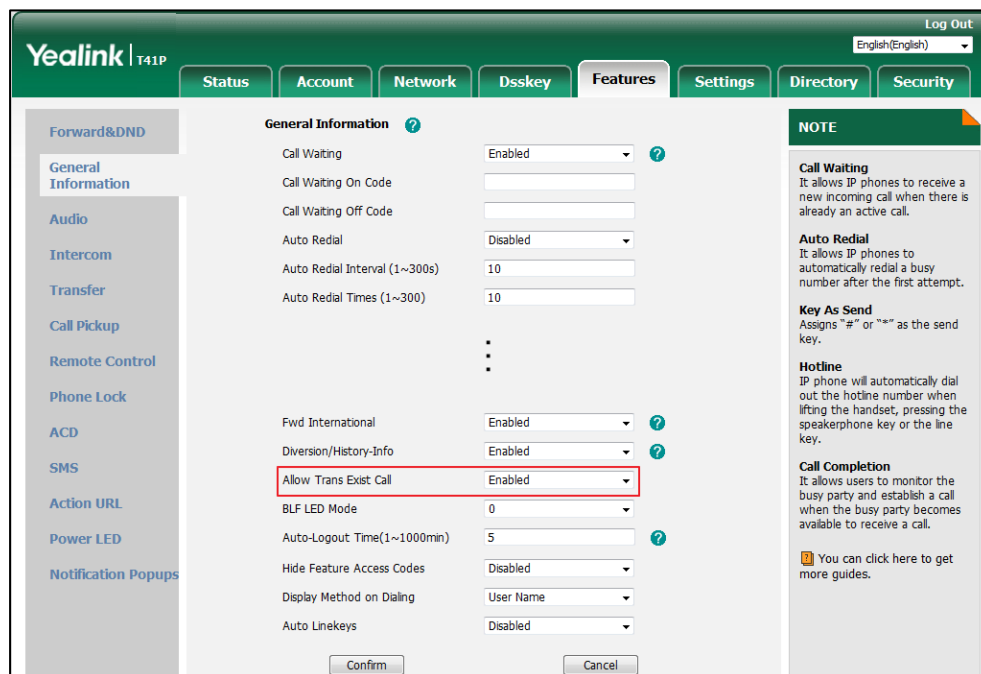 Log Out
Yealink T41P
English(English)
Status Account Network Dsskey Features Settings Directory Security
Forward&DND
General
Information
Audio
Intercom
Transfer
Call Pickup
Remote Control
Phone Lock
ACD
SMS
Action URL
Power LED
Notification Popups
General Information ?
Call Waiting Enabled ?
Call Waiting On Code
Call Waiting Off Code
Auto Redial Disabled
Auto Redial Interval (1~300s) 10
Auto Redial Times (1~300) 10
Fwd International Enabled ?
Diversion/History-Info Enabled ?
Allow Trans Exist Call Enabled
BLF LED Mode 0
Auto-Logout Time(1~1000min) 5 ?
Hide Feature Access Codes Disabled
Display Method on Dialing User Name
Auto Linekeys Disabled
Confirm Cancel
NOTE
Call Waiting
It allows IP phones to receive a
new incoming call when there is
already an active call.
Auto Redial
It allows IP phones to
automatically redial a busy
number after the first attempt.
Key As Send
Assigns "#" or "*" as the send
key.
Hotline
IP phone will automatically dial
out the hotline number when
lifting the handset, pressing the
speakerphone key or the line
key.
Call Completion
It allows users to monitor the
busy party and establish a call
when the busy party becomes
available to receive a call.
? You can click here to get
more guides.